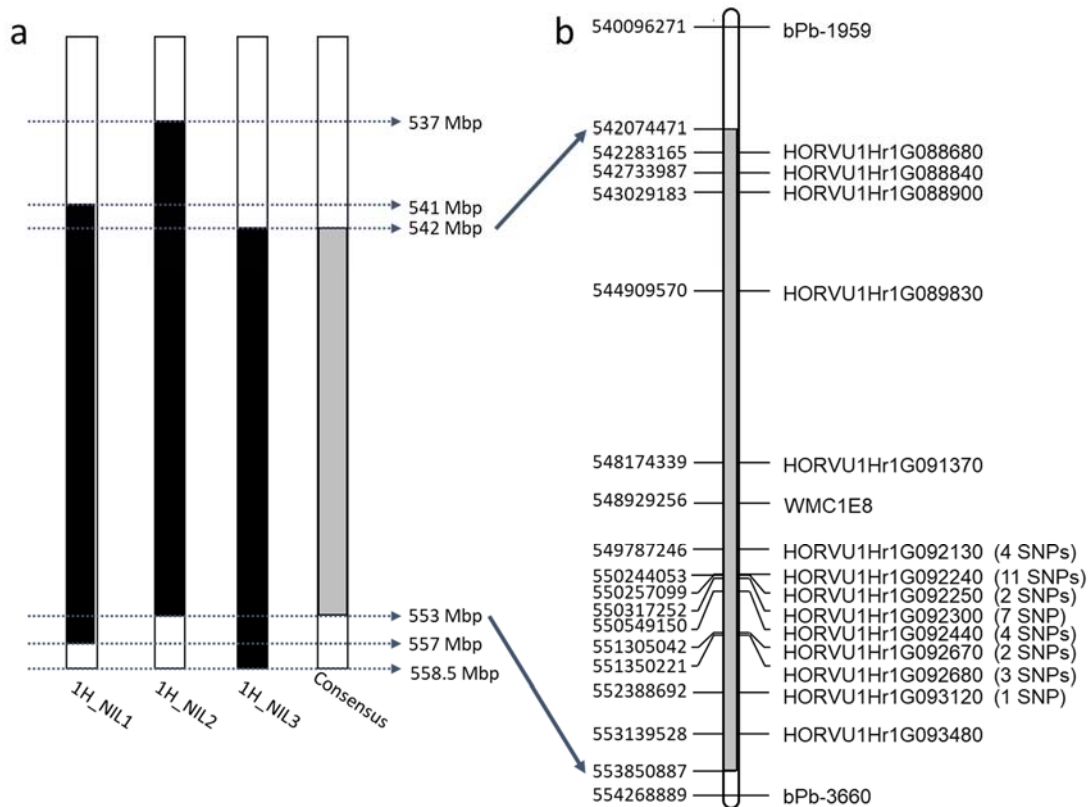 a
537 Mbp
541 Mbp
542 Mbp
553 Mbp
557 Mbp
558.5 Mbp
1H_NIL1
1H_NIL2
1H_NIL3
Consensus
b
540096271 bPb-1959
542074471
542283165 HORVU1Hr1G088680
542733987 HORVU1Hr1G088840
543029183 HORVU1Hr1G088900
544909570 HORVU1Hr1G089830
548174339 HORVU1Hr1G091370
548929256 WMC1E8
549787246 HORVU1Hr1G092130 (4 SNPs)
550244053 HORVU1Hr1G092240 (11 SNPs)
550257099 HORVU1Hr1G092250 (2 SNPs)
550317252 HORVU1Hr1G092300 (7 SNP)
550549150 HORVU1Hr1G092440 (4 SNPs)
551305042 HORVU1Hr1G092670 (2 SNPs)
551350221 HORVU1Hr1G092680 (3 SNPs)
552388692 HORVU1Hr1G093120 (1 SNP)
553139528 HORVU1Hr1G093480
553850887
554268889 bPb-3660